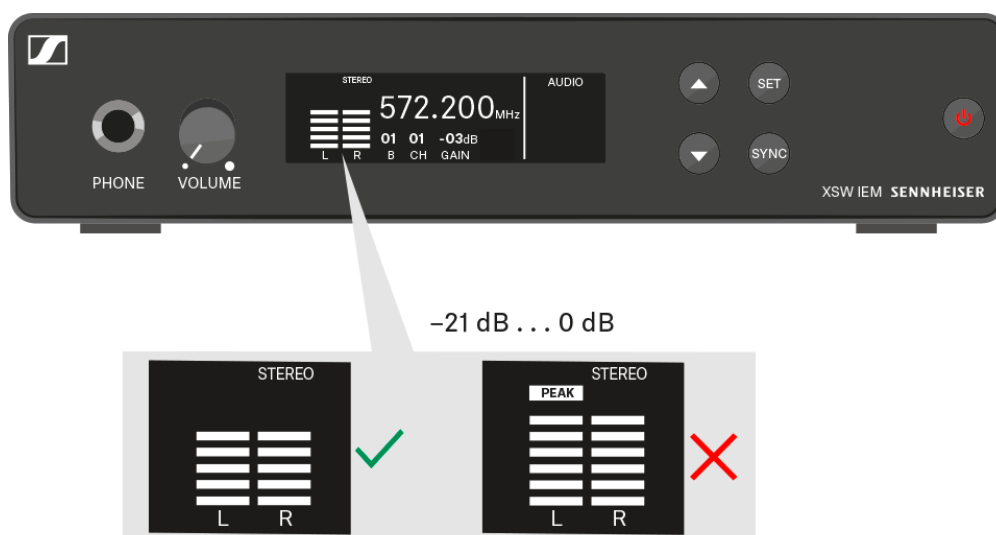 STEREO
AUDIO
572.200MHz
01 01 -03dB
L R B CH GAIN
PHONE
VOLUME
SET
SYNC
XSW IEM SENNHEISER
–21 dB . . . 0 dB
STEREO
L R
STEREO
PEAK
L R